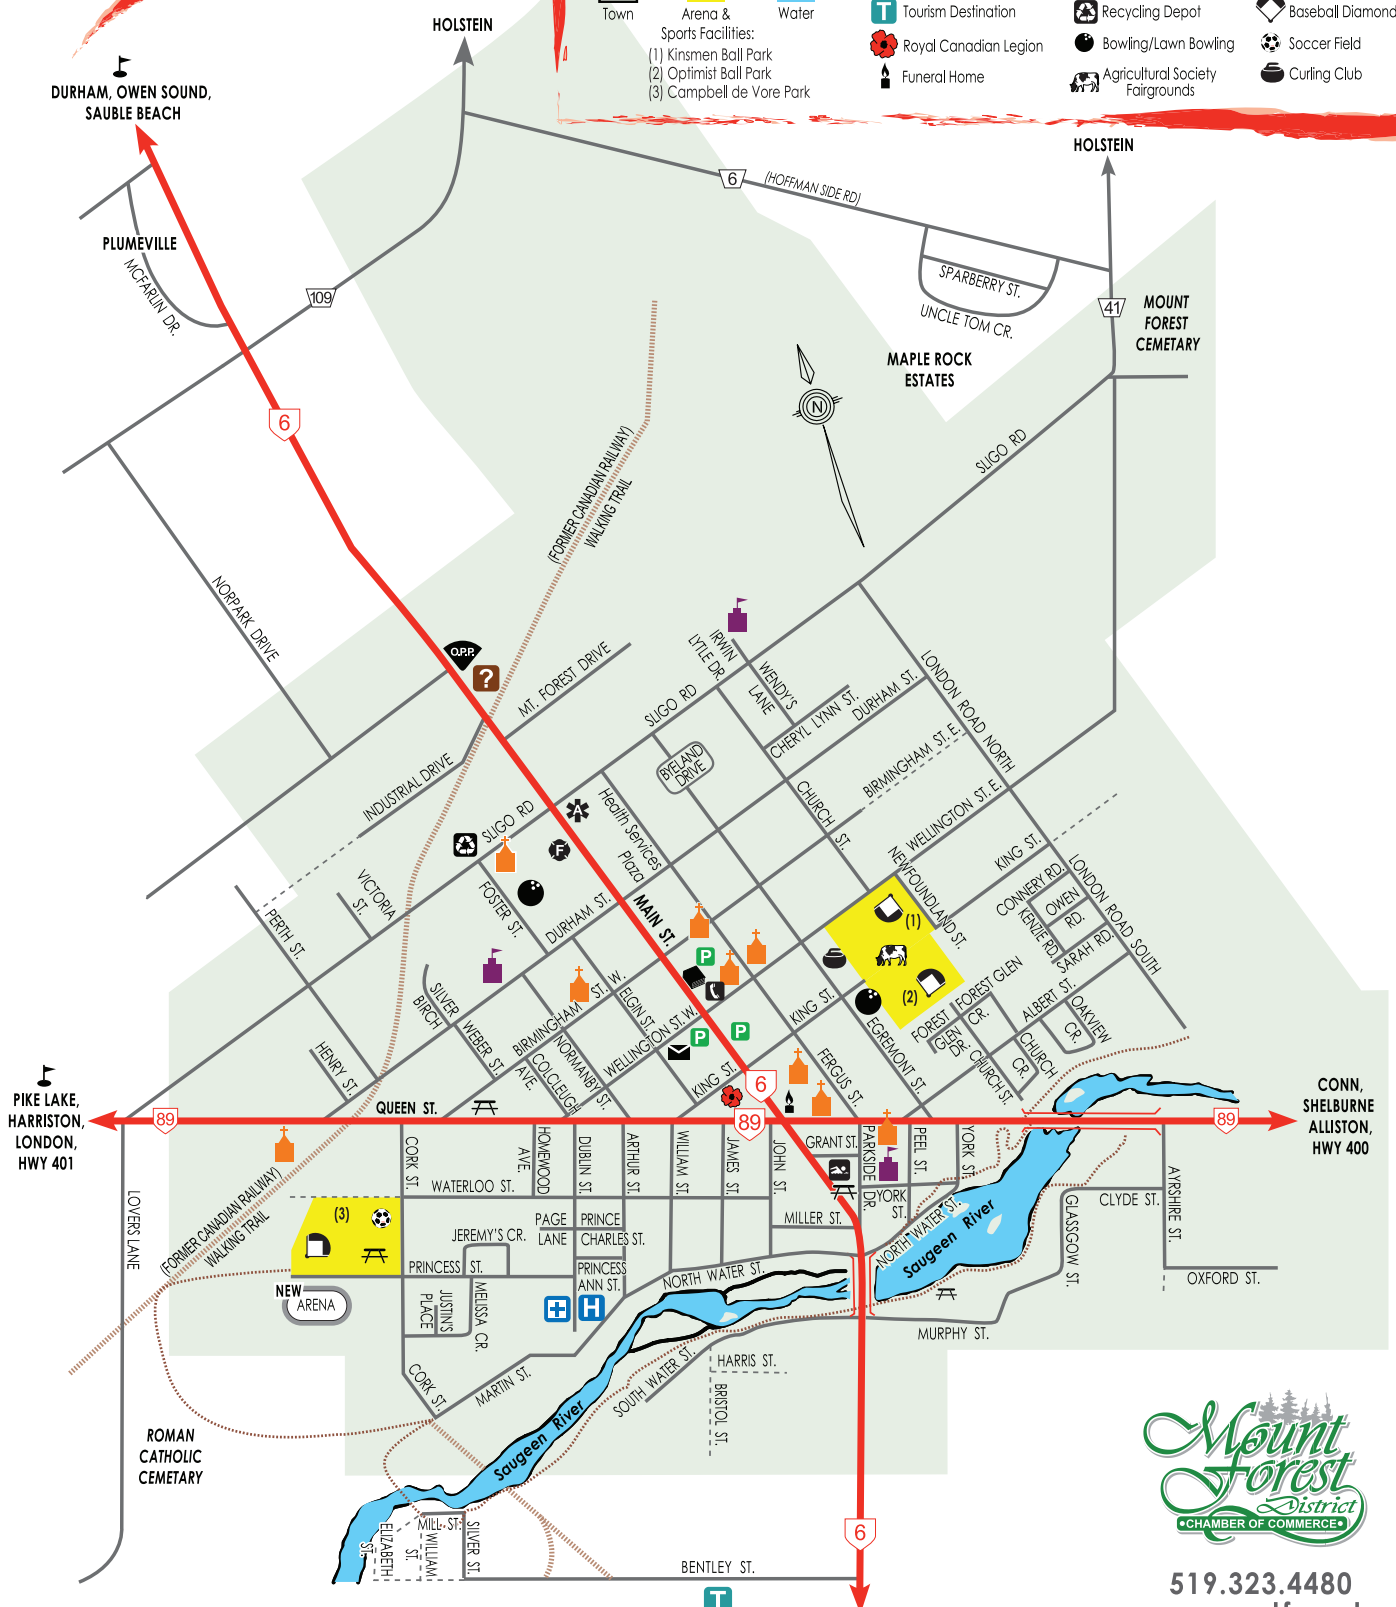 HOLSTEIN
DURHAM, OWEN SOUND,
SAUBLE BEACH
Town
Arena &
Sports Facilities:
(1) Kinsmen Ball Park
(2) Optimist Ball Park
(3) Campbell de Vore Park
Water
T Tourism Destination
Royal Canadian Legion
Funeral Home
Recycling Depot
Bowling/Lawn Bowling
Agricultural Society
Fairgrounds
Baseball Diamond
Soccer Field
Curling Club
HOLSTEIN
6
(HOFFMAN SIDE RD)
PLUMEVILLE
MCFARLIN DR.
109
SPARBERRY ST.
UNCLE TOM CR.
41
MOUNT
FOREST
CEMETARY
MAPLE ROCK
ESTATES
N
6
(FORMER CANADIAN RAILWAY)
WALKING TRAIL
SLIGO RD
NORPARK DRIVE
O.P.P.
?
MT. FOREST DRIVE
IRWIN
LYTLE DR.
WENDY'S
LANE
SLIGO RD
CHERYL LYNN ST.
DURHAM ST.
LONDON ROAD NORTH
BYELAND
DRIVE
BIRMINGHAM ST. E.
INDUSTRIAL DRIVE
SLIGO RD
A
F
Health Services
Plaza
CHURCH
ST.
WELLINGTON ST. E.
KING ST.
NEWFOUNDLAND ST.
LONDON ROAD SOUTH
CONNERY RD.
OWEN
RD.
KENZIE RD.
SARAH RD.
PERTH ST.
VICTORIA
ST.
FOSTER ST.
DURHAM ST.
MAIN ST.
P
(1)
(2)
FOREST GLEN
CR.
FOREST
GLEN
DR.
ALBERT ST.
OAKVIEW
CR.
CHURCH
CR.
CHURCH ST.
SILVER
BIRCH
WEBER ST.
BIRMINGHAM ST. W.
ELGIN ST.
WELLINGTON ST. W.
NORMANBY ST.
COLCLEUGH
AVE.
P
P
KING ST.
KING ST.
EGREMONT ST.
FERGUS ST.
HENRY ST.
6
PIKE LAKE,
HARRISTON,
LONDON,
HWY 401
89
QUEEN ST.
89
89
CONN,
SHELBURNE
ALLISTON,
HWY 400
LOVERS LANE
(FORMER CANADIAN RAILWAY)
WALKING TRAIL
CORK ST.
WATERLOO ST.
HOMEWOOD
AVE.
DUBLIN ST.
ARTHUR ST.
WILLIAM ST.
JAMES ST.
JOHN ST.
GRANT ST.
PARKSIDE
DR.
PEEL ST.
YORK ST.
YORK
ST.
MILLER ST.
NORTH WATER ST.
Saugeen River
GLASSGOW ST.
CLYDE ST.
AYRSHIRE ST.
OXFORD ST.
(3)
JEREMY'S CR.
PAGE
LANE
PRINCE
CHARLES ST.
PRINCESS ST.
PRINCESS
ANN ST.
NORTH WATER ST.
NEW
ARENA
JUSTIN'S
PLACE
MELISSA CR.
H
MURPHY ST.
CORK ST.
MARTIN ST.
SOUTH WATER ST.
HARRIS ST.
BRISTOL ST.
Saugeen River
ROMAN
CATHOLIC
CEMETARY
MILL ST.
ELIZABETH
ST.
WILLIAM
ST.
SILVER ST.
BENTLEY ST.
6
T
Mount
Forest
District
•CHAMBER OF COMMERCE•
519.323.4480